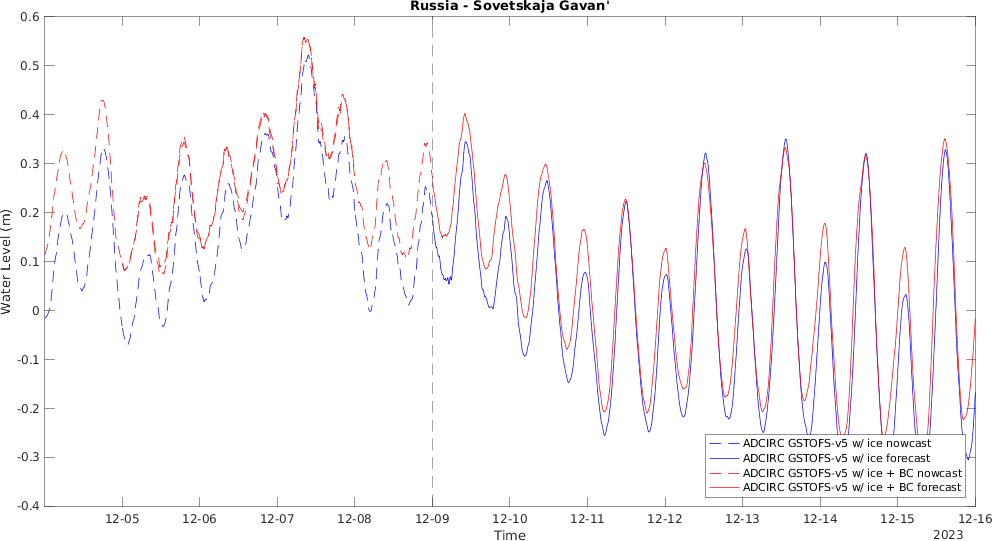 Russia - Sovetskaja Gavan'
Water Level (m)
0.6
0.5
0.4
0.3
0.2
0.1
0
-0.1
-0.2
-0.3
-0.4
ADCIRC GSTOFS-v5 w/ ice nowcast
ADCIRC GSTOFS-v5 w/ ice forecast
ADCIRC GSTOFS-v5 w/ ice + BC nowcast
ADCIRC GSTOFS-v5 w/ ice + BC forecast
12-05 12-06 12-07 12-08 12-09 12-10 12-11 12-12 12-13 12-14 12-15 12-16
Time
2023